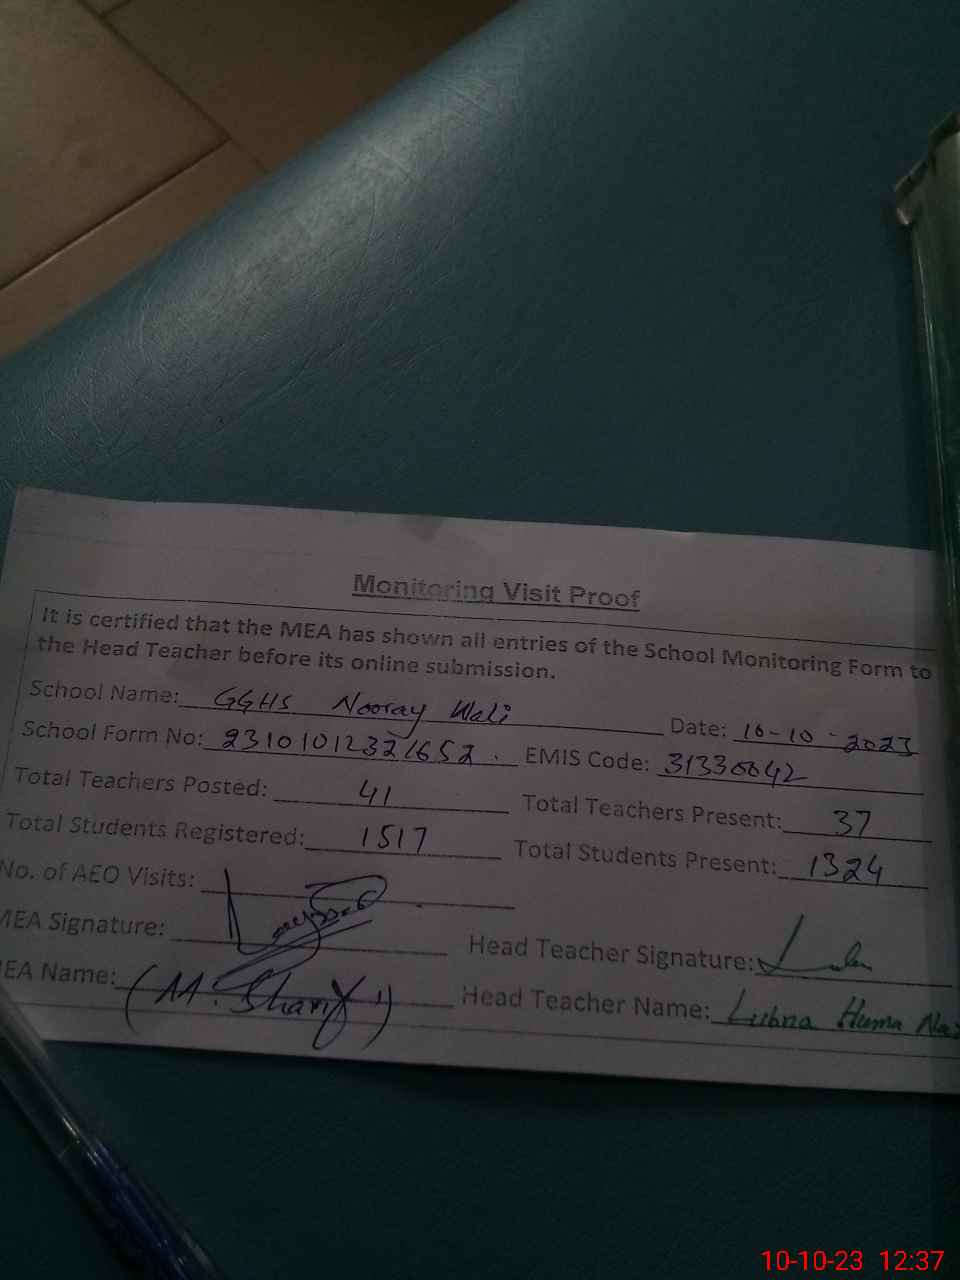 Monitoring Visit Proof
It is certified that the MEA has shown all entries of the School Monitoring Form to
the Head Teacher before its online submission.
School Name: GGHS Nooray Wali Date: 10-10-2023
School Form No: 23101012321652. EMIS Code: 31330042
Total Teachers Posted: 41 Total Teachers Present: 37
Total Students Registered: 1517 Total Students Present: 1324
No. of AEO Visits:
MEA Signature: Head Teacher Signature:
EA Name: (M. Sharif) Head Teacher Name: Lubna Huma
10-10-23 12:37